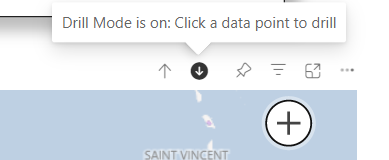 Drill Mode is on: Click a data point to drill
SAINT VINCENT